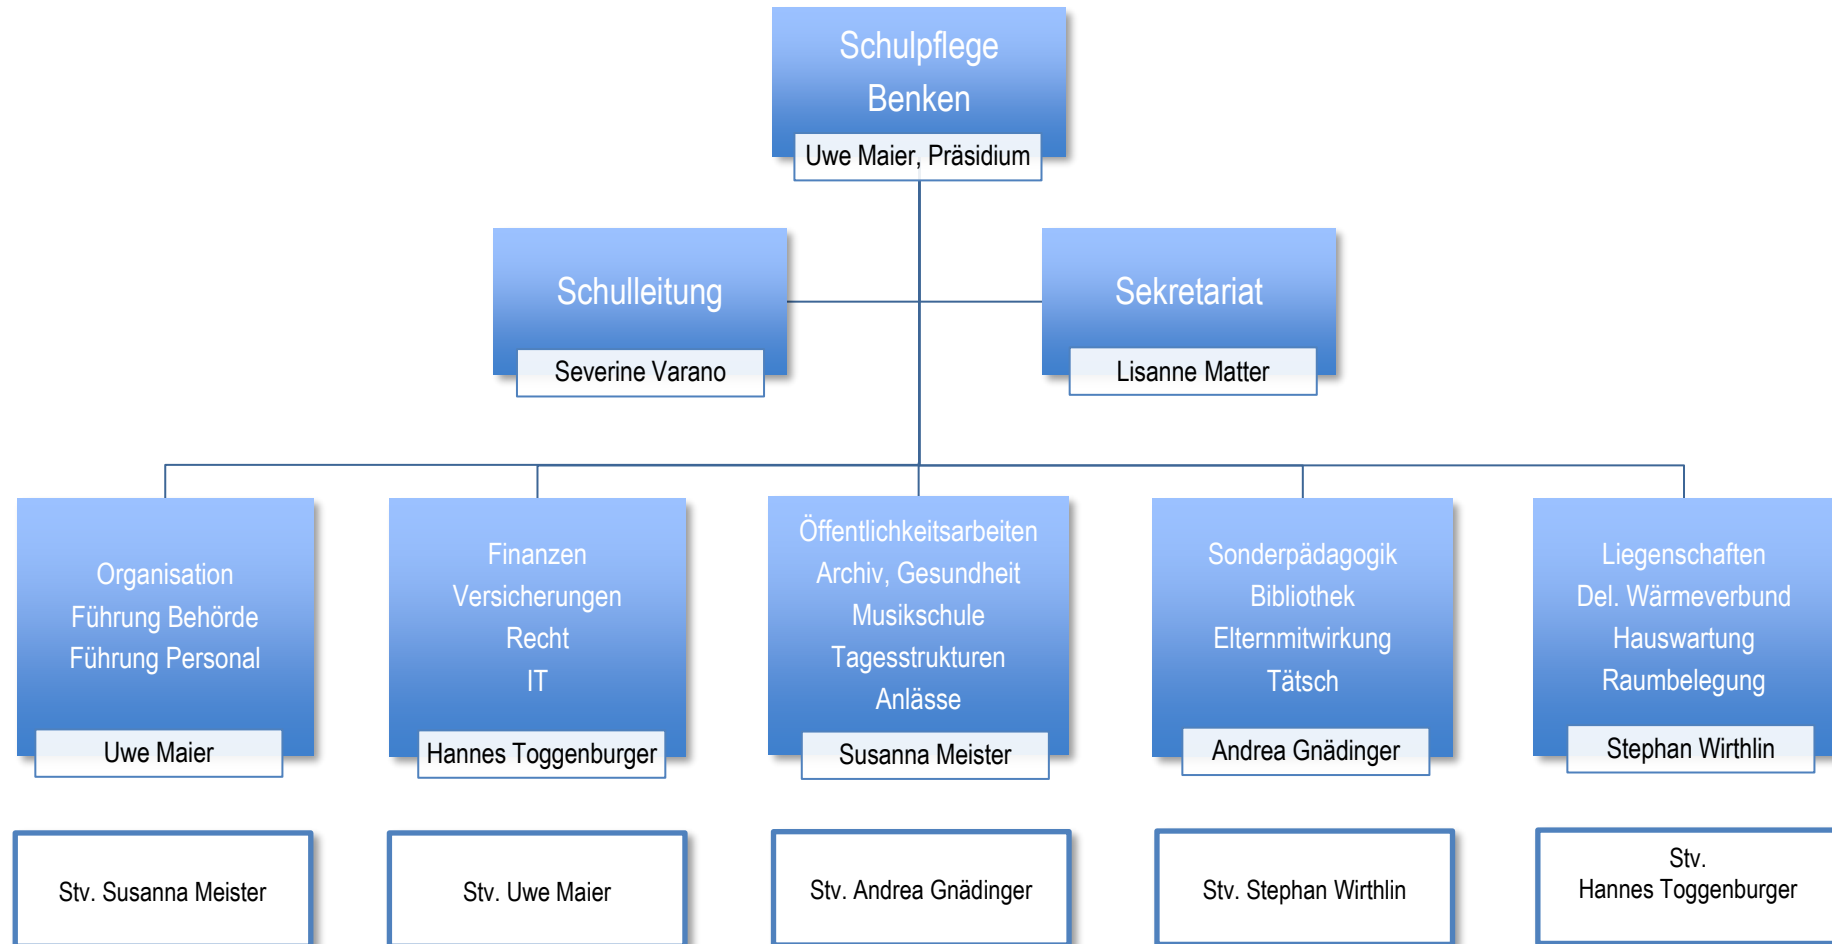 Schulpflege
Benken
Uwe Maier, Präsidium
Schulleitung
Severine Varano
Sekretariat
Lisanne Matter
Organisation
Führung Behörde
Führung Personal
Uwe Maier
Finanzen
Versicherungen
Recht
IT
Hannes Toggenburger
Öffentlichkeitsarbeiten
Archiv, Gesundheit
Musikschule
Tagesstrukturen
Anlässe
Susanna Meister
Sonderpädagogik
Bibliothek
Elternmitwirkung
Tätsch
Andrea Gnädinger
Liegenschaften
Del. Wärmeverbund
Hauswartung
Raumbelegung
Stephan Wirthlin
Stv. Susanna Meister
Stv. Uwe Maier
Stv. Andrea Gnädinger
Stv. Stephan Wirthlin
Stv.
Hannes Toggenburger